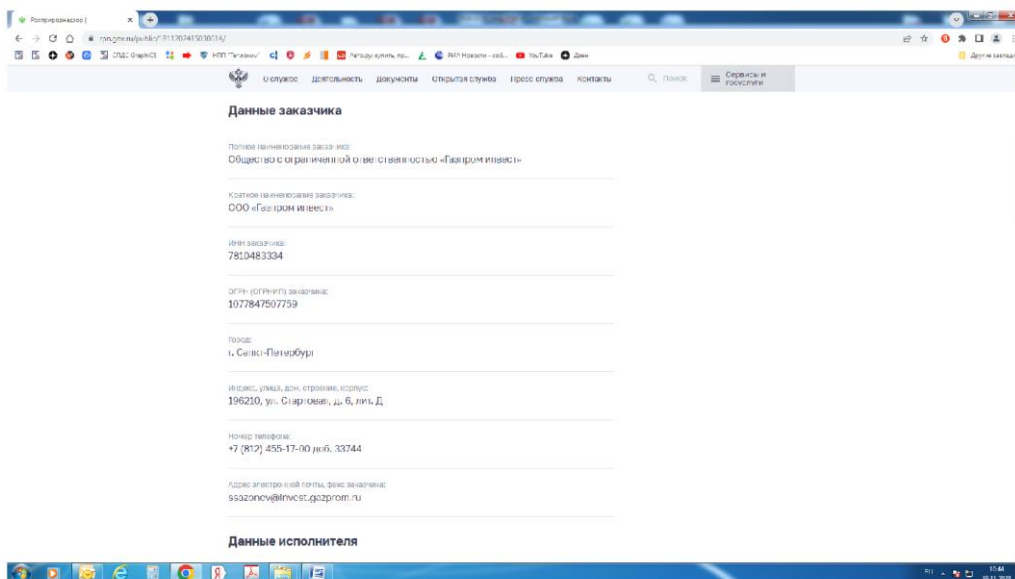 Росприроднадзор |
О службе Деятельность Документы Открытая служба Пресс служба Контакты Поиск Сервисы и госуслуги
Данные заказчика
Полное наименование заказчика:
Общество с ограниченной ответственностью «Газпром инвест»
Краткое наименование заказчика:
ООО «Газпром инвест»
ИНН заказчика:
7810483334
ОГРН (ОГРНИП) заказчика:
1077847507759
Город:
г. Санкт-Петербург
Индекс, улица, дом, строение, корпус:
196210, ул. Стартовая, д. 6, лит. Д
Номер телефона:
+7 (812) 455-17-00 доб. 33744
Адрес электронной почты, факс заказчика:
ssazonov@invest.gazprom.ru
Данные исполнителя
10:44